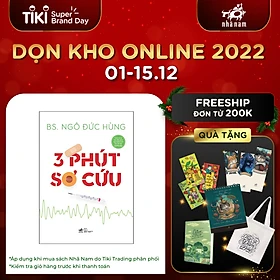 TIKI Super Brand Day
nhã nam
DỌN KHO ONLINE 2022
01-15.12
FREESHIP
ĐƠN TỪ 200K
QUÀ TẶNG
BS. NGÔ ĐỨC HÙNG
3 PHÚT
SƠ CỨU
*Áp dụng khi mua sách Nhã Nam do Tiki Trading phân phối
*Kiểm tra giỏ hàng trước khi thanh toán